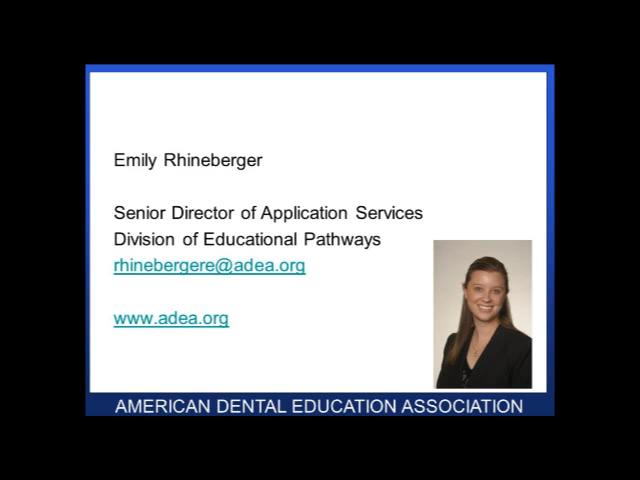 Emily Rhineberger
Senior Director of Application Services
Division of Educational Pathways
rhinebergere@adea.org
www.adea.org
AMERICAN DENTAL EDUCATION ASSOCIATION